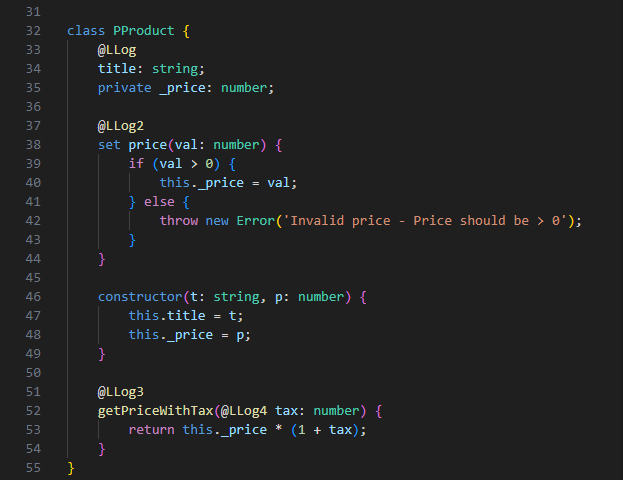 31
32 class PProduct {
33 @LLog
34 title: string;
35 private _price: number;
36
37 @LLog2
38 set price(val: number) {
39 if (val > 0) {
40 this._price = val;
41 } else {
42 throw new Error('Invalid price - Price should be > 0');
43 }
44 }
45
46 constructor(t: string, p: number) {
47 this.title = t;
48 this._price = p;
49 }
50
51 @LLog3
52 getPriceWithTax(@LLog4 tax: number) {
53 return this._price * (1 + tax);
54 }
55 }